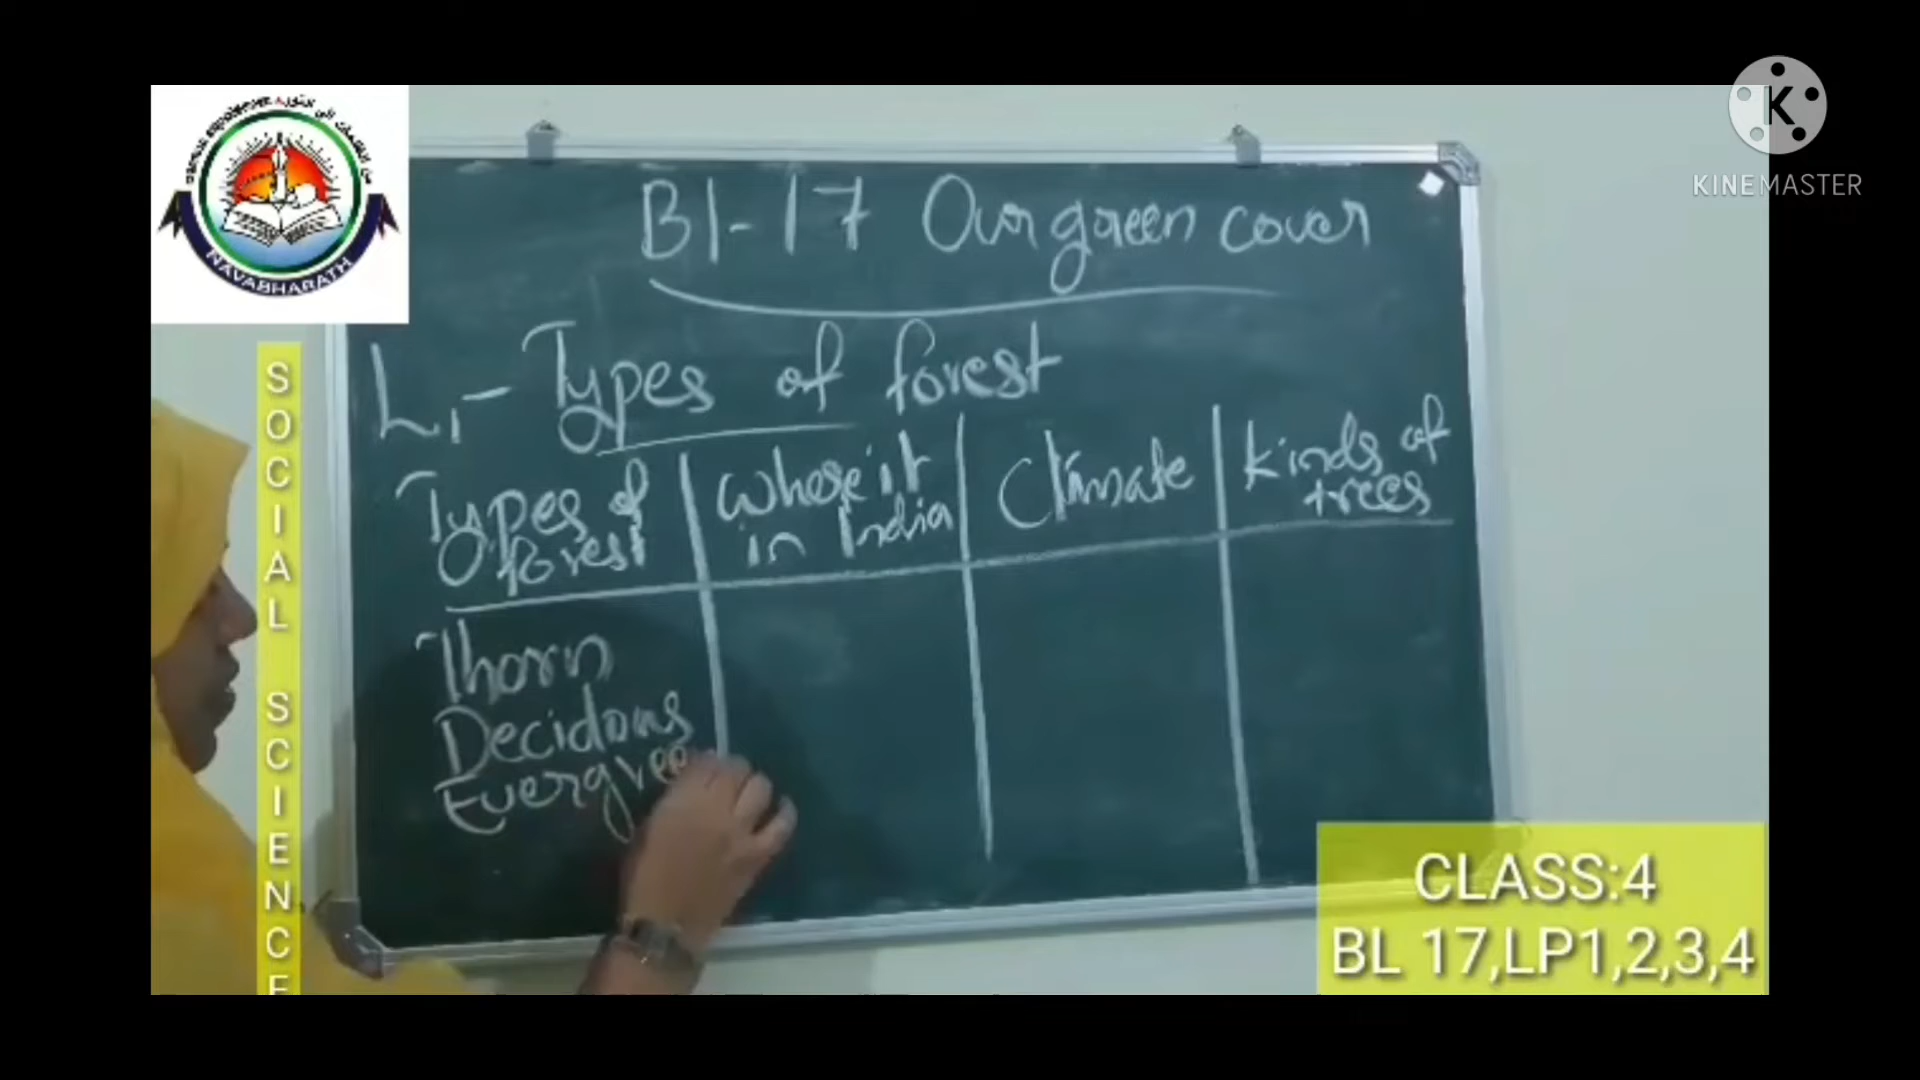 KINEMASTER
NAVABHARATH
SOCIAL SCIENCE
Bl-17 Our green cover
L1- Types of forest
Types of forest
Where it in India
Climate
Kinds of trees
Thorn
Decidous
Evergree
CLASS:4
BL 17,LP1,2,3,4